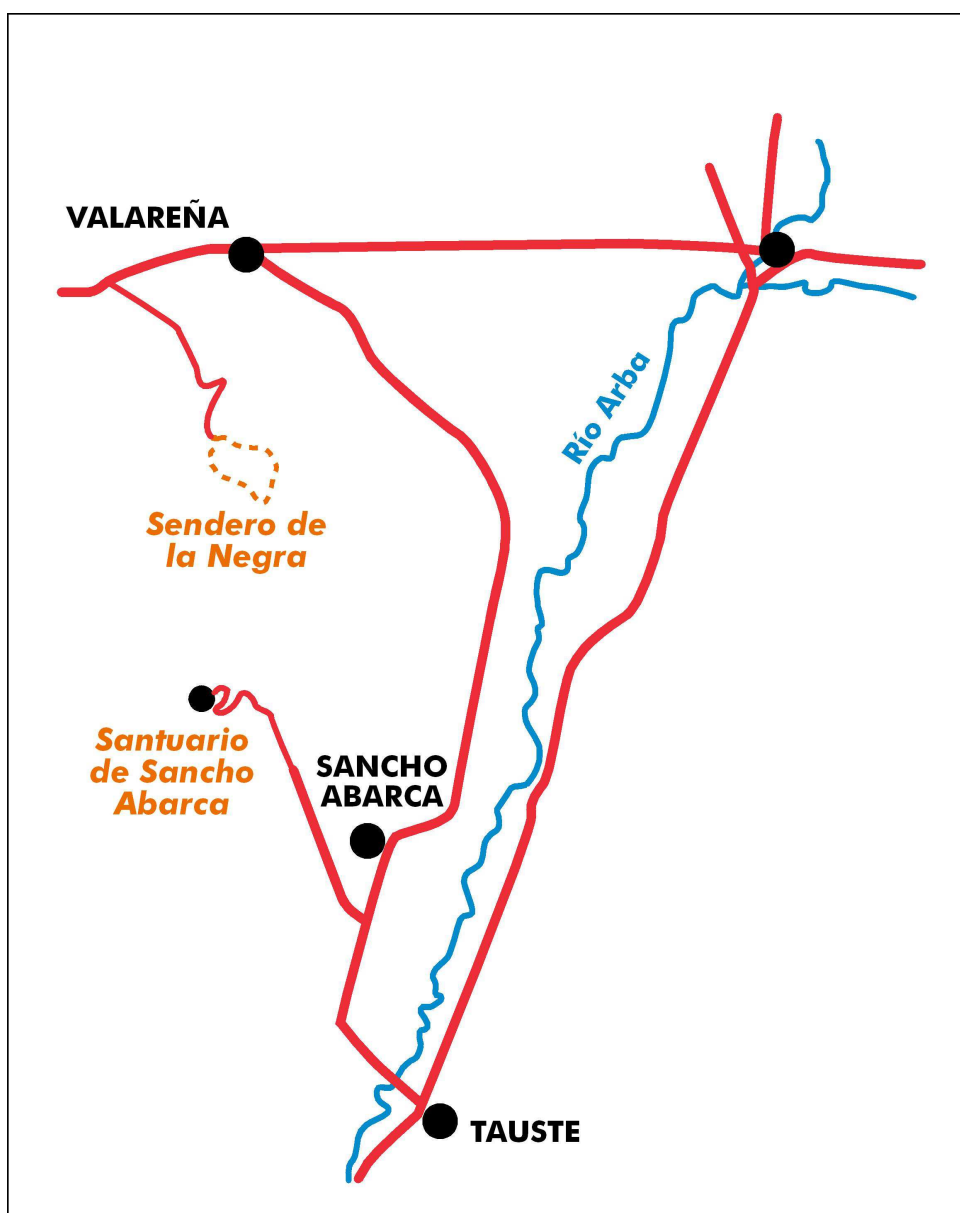 VALAREÑA
Río Arba
Sendero de
la Negra
Santuario
de Sancho
Abarca
SANCHO
ABARCA
TAUSTE